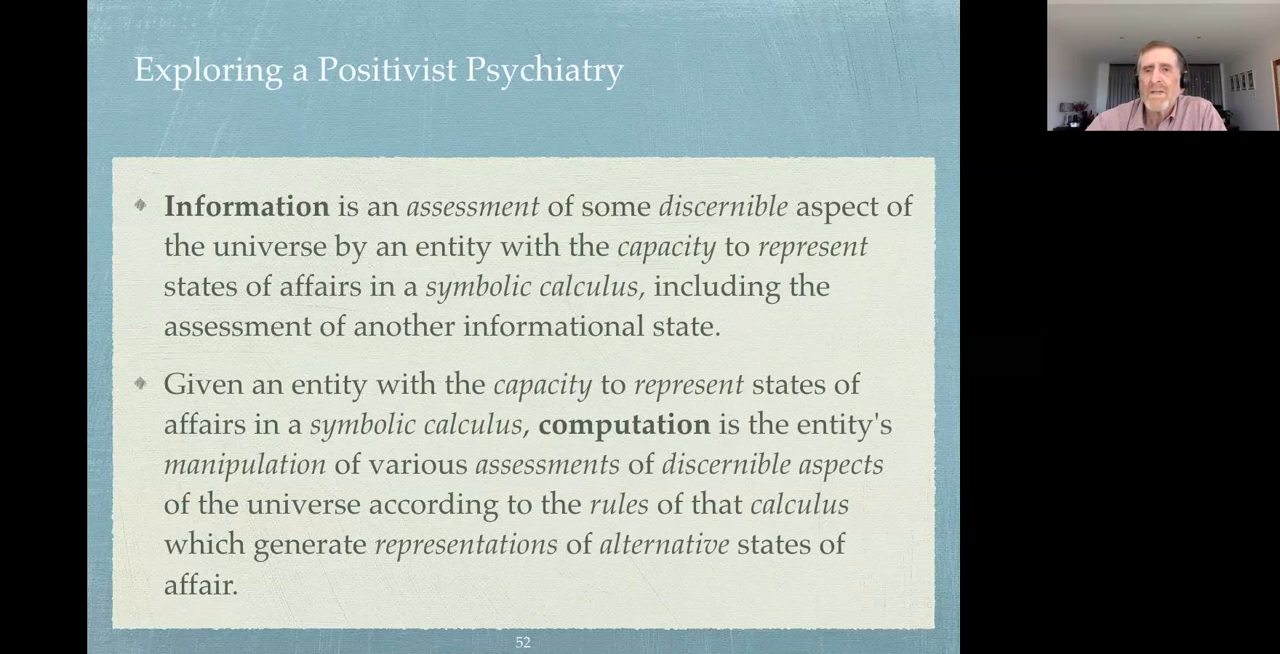 Exploring a Positivist Psychiatry
Information is an assessment of some discernible aspect of
the universe by an entity with the capacity to represent
states of affairs in a symbolic calculus, including the
assessment of another informational state.
Given an entity with the capacity to represent states of
affairs in a symbolic calculus, computation is the entity's
manipulation of various assessments of discernible aspects
of the universe according to the rules of that calculus
which generate representations of alternative states of
affair.
52